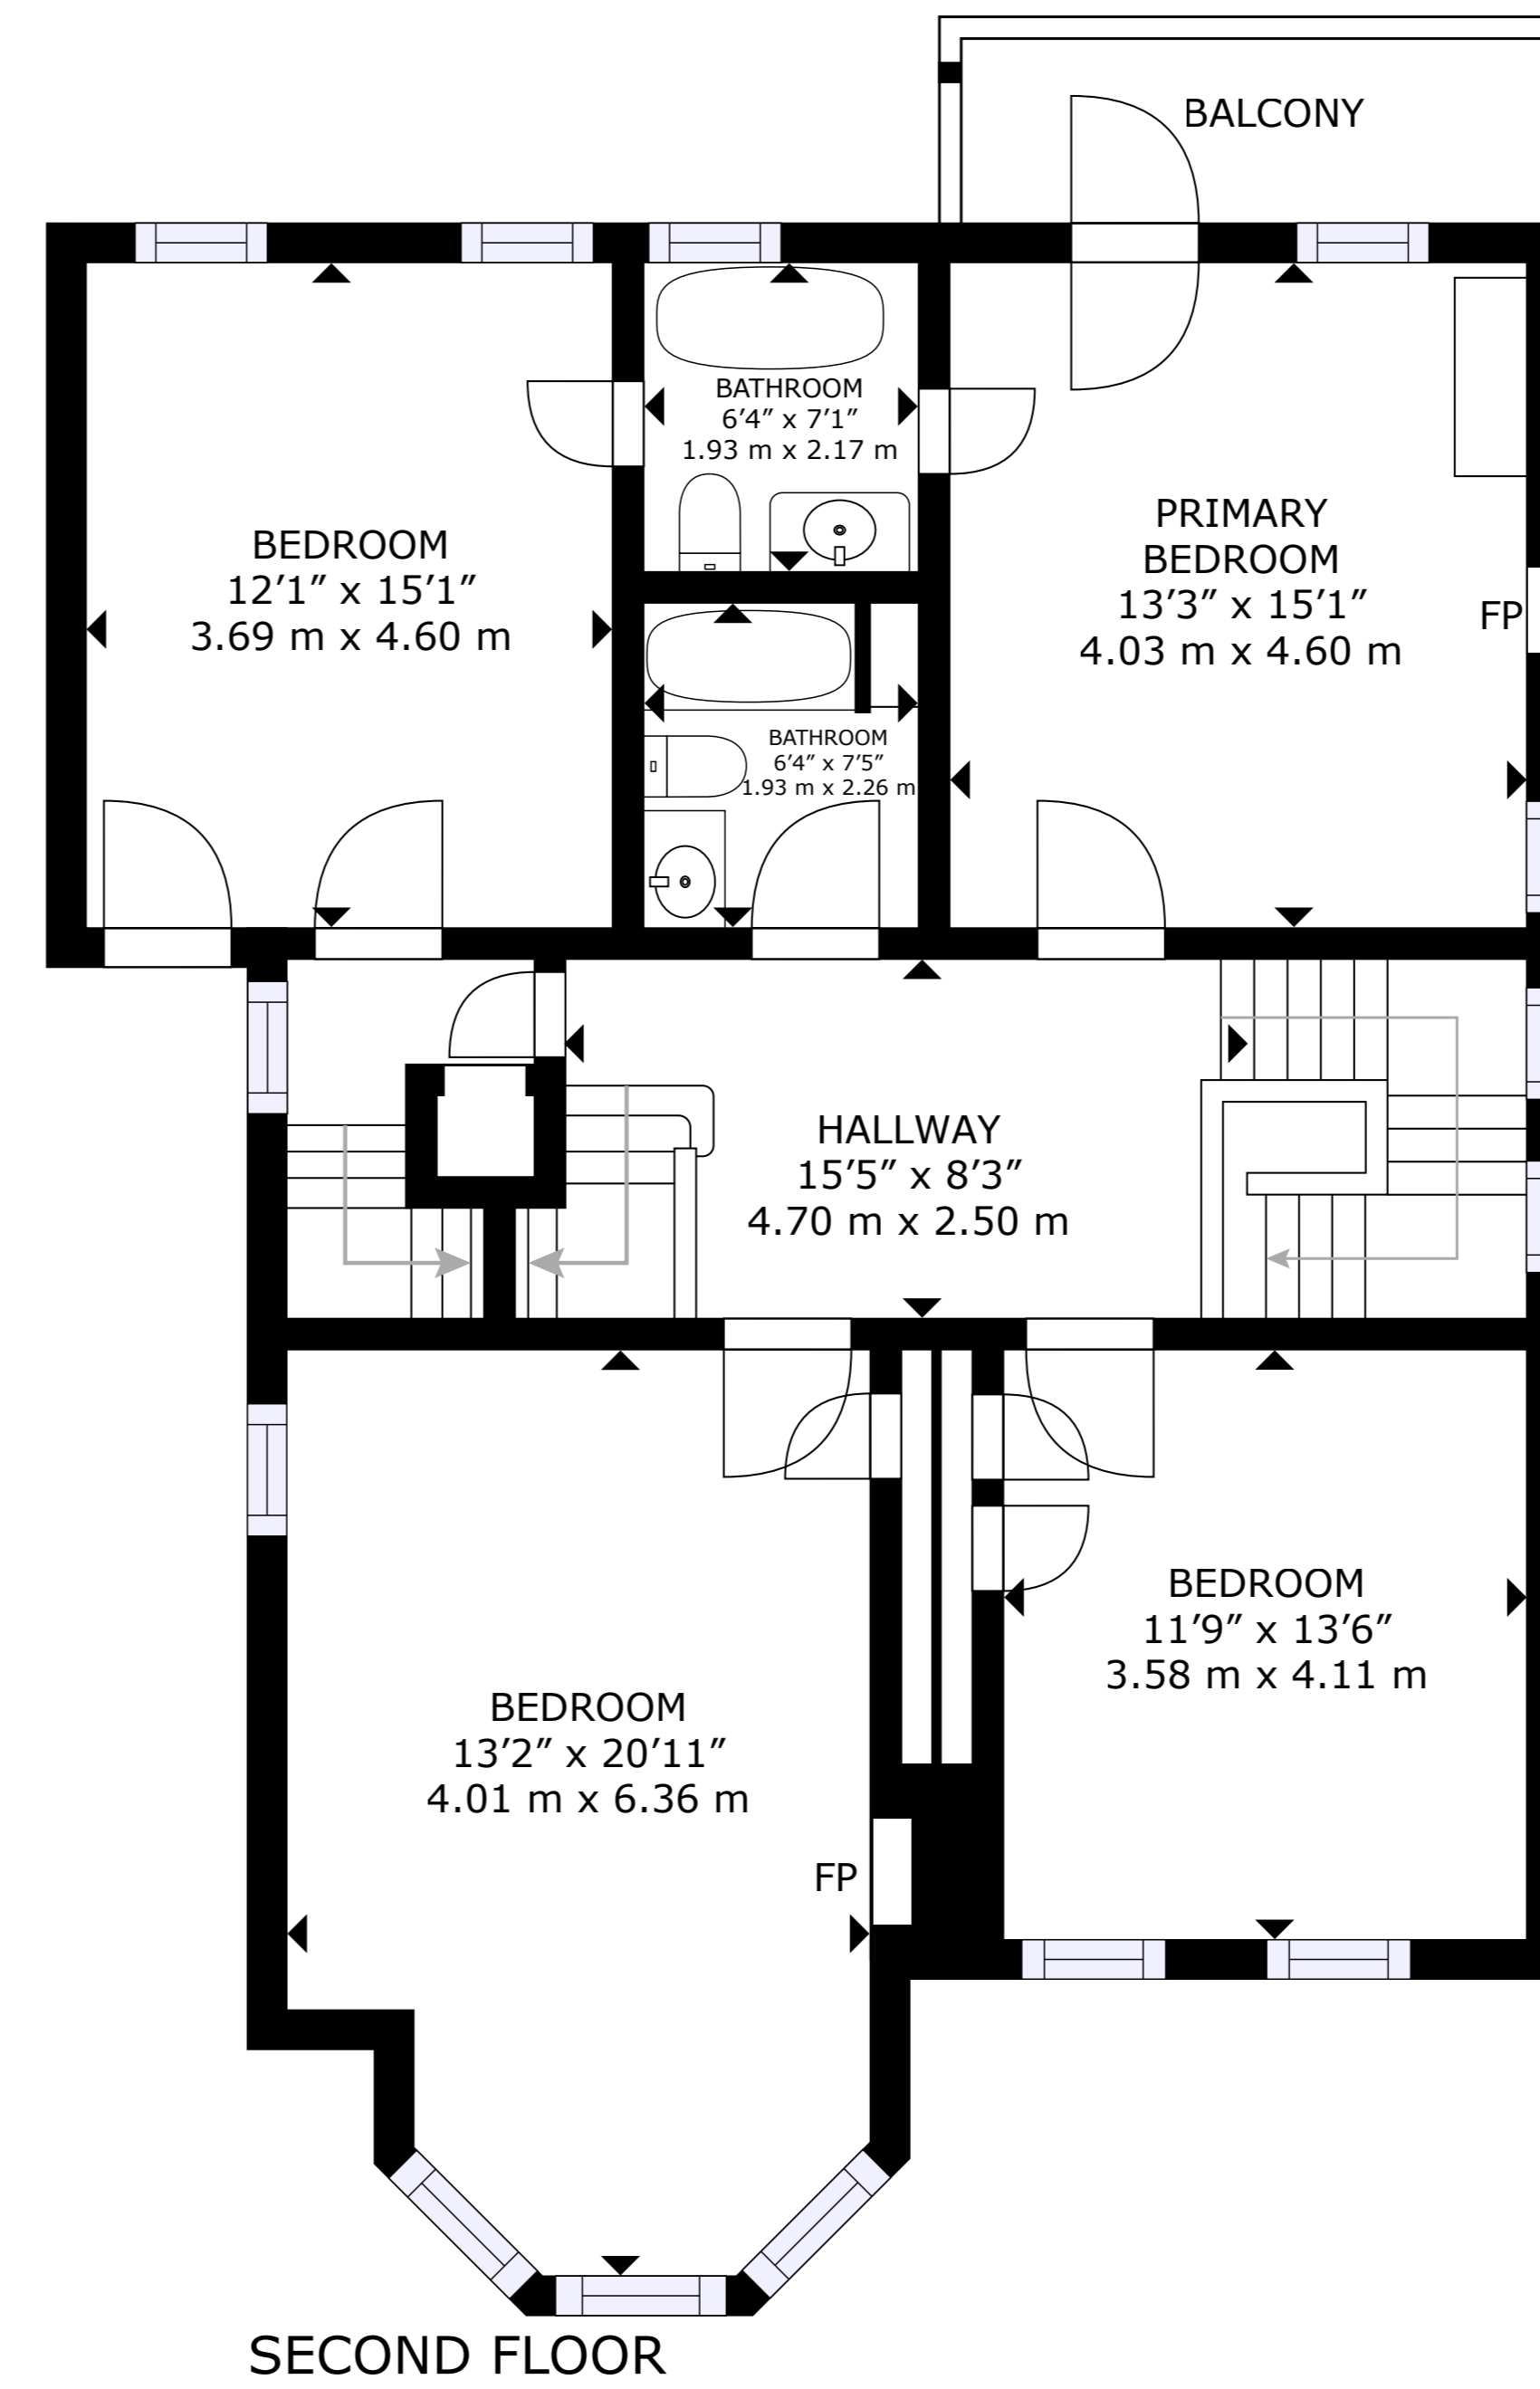 BALCONY
BATHROOM
6′4″ x 7′1″
1.93 m x 2.17 m
BEDROOM
12′1″ x 15′1″
3.69 m x 4.60 m
PRIMARY
BEDROOM
13′3″ x 15′1″
4.03 m x 4.60 m
FP
BATHROOM
6′4″ x 7′5″
1.93 m x 2.26 m
HALLWAY
15′5″ x 8′3″
4.70 m x 2.50 m
BEDROOM
11′9″ x 13′6″
3.58 m x 4.11 m
BEDROOM
13′2″ x 20′11″
4.01 m x 6.36 m
FP
SECOND FLOOR